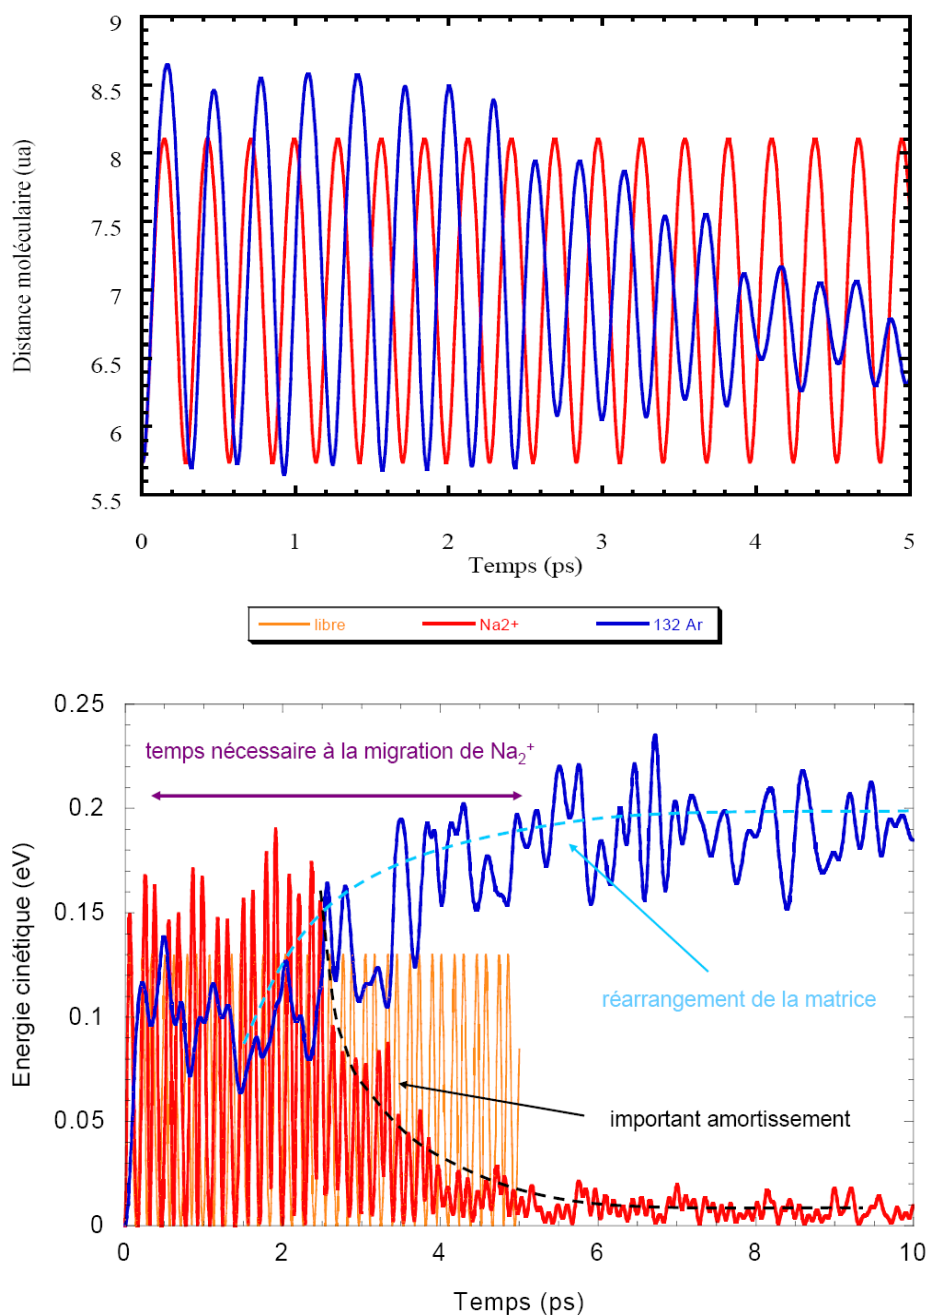 9
8.5
8
7.5
7
6.5
6
5.5
Distance moléculaire (ua)
0 1 2 3 4 5
Temps (ps)
libre Na2+ 132 Ar
0.25
0.2
0.15
0.1
0.05
0
Energie cinétique (eV)
temps nécessaire à la migration de Na₂⁺
réarrangement de la matrice
important amortissement
0 2 4 6 8 10
Temps (ps)